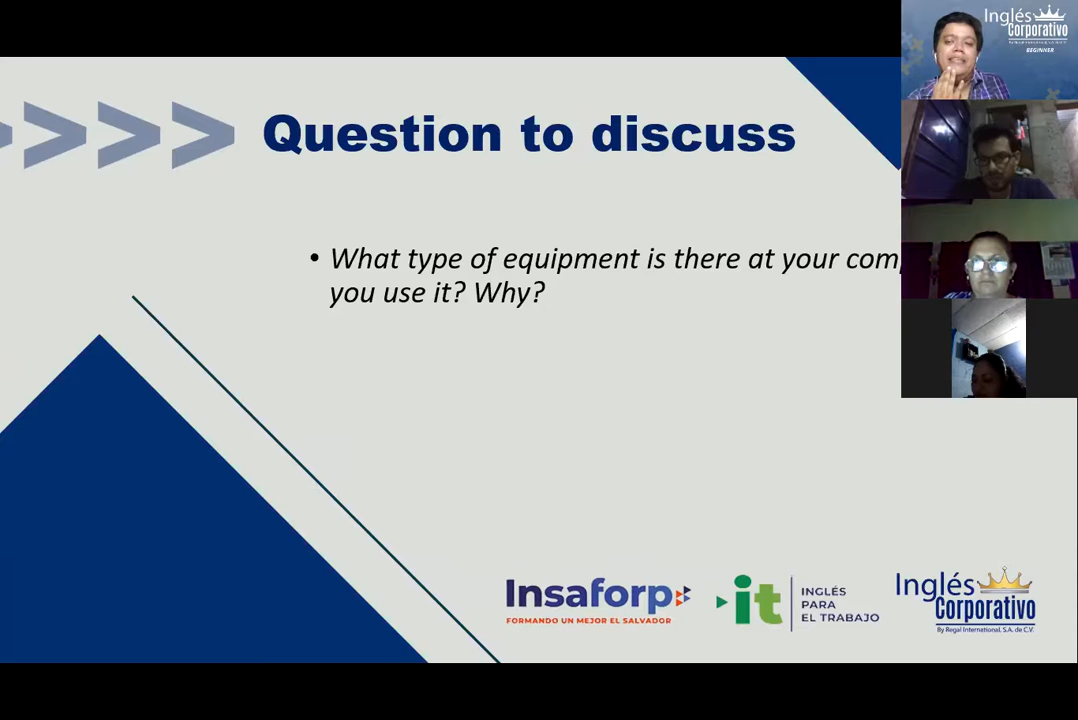 Question to discuss
• What type of equipment is there at your com
you use it? Why?
Inglés
Corporativo
BEGINNER
Insaforp
FORMANDO UN MEJOR EL SALVADOR
it
INGLÉS
PARA
EL TRABAJO
Inglés
Corporativo
By Regal International, S.A. de C.V.